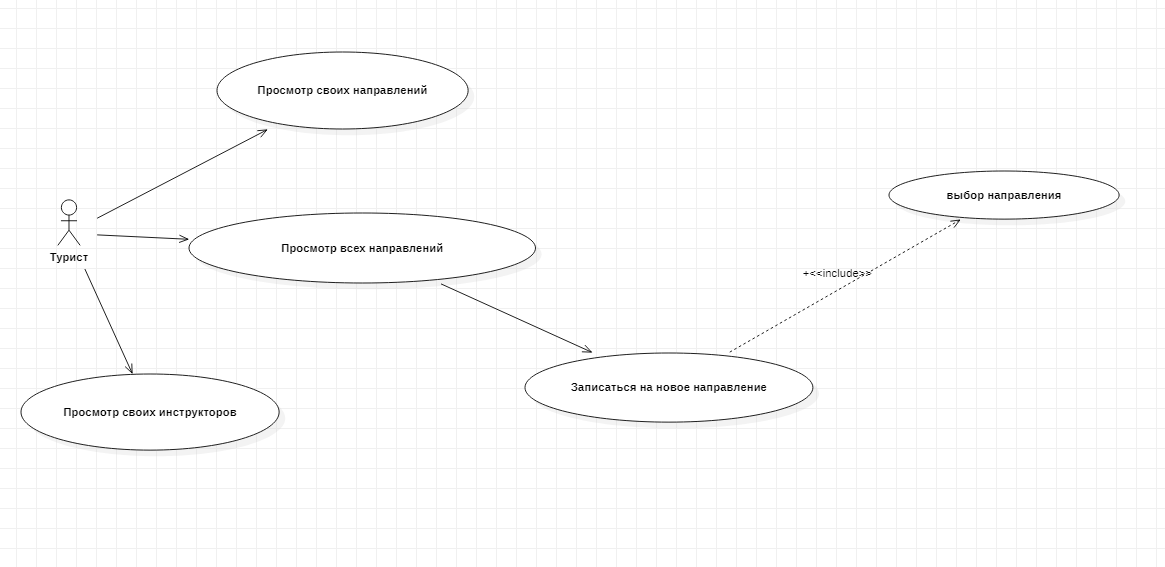 Просмотр своих направлений
выбор направления
Просмотр всех направлений
Турист
+<<include>>
Записаться на новое направление
Просмотр своих инструкторов